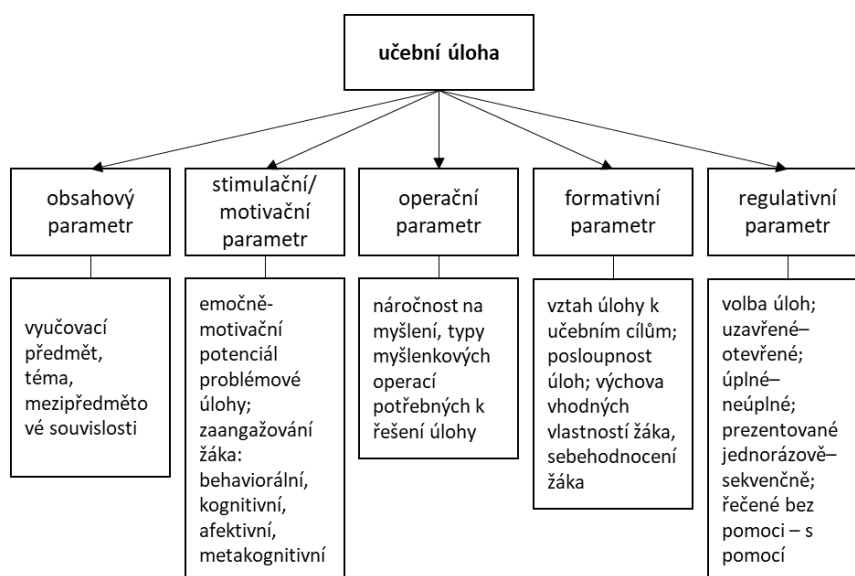 učební úloha
obsahový
parametr
stimulační/
motivační
parametr
operační
parametr
formativní
parametr
regulativní
parametr
vyučovací
předmět,
téma,
mezipředměto
vé souvislosti
emočně-
motivační
potenciál
problémové
úlohy;
zaangažování
žáka:
behaviorální,
kognitivní,
afektivní,
metakognitivní
náročnost na
myšlení, typy
myšlenkových
operací
potřebných k
řešení úlohy
vztah úlohy k
učebním cílům;
posloupnost
úloh; výchova
vhodných
vlastností žáka,
sebehodnocení
žáka
volba úloh;
uzavřené–
otevřené;
úplné–
neúplné;
prezentované
jednorázově–
sekvenčně;
řečené bez
pomoci – s
pomocí